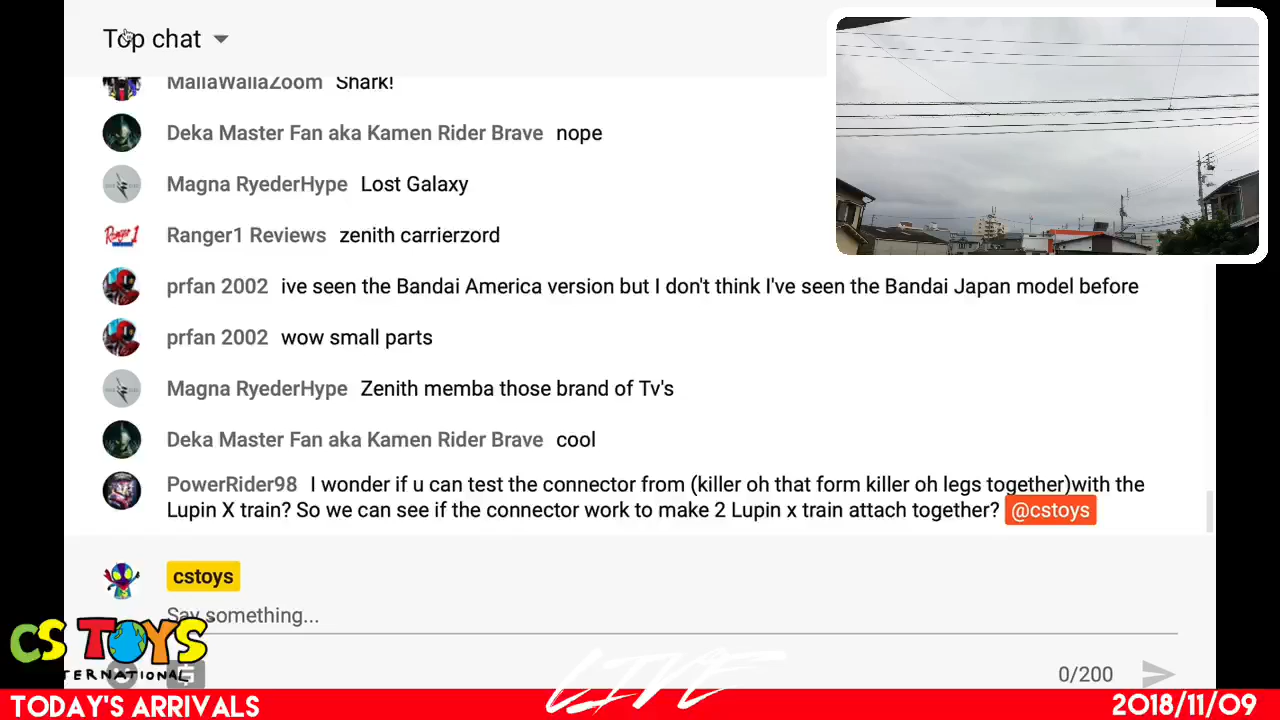 Top chat
MallaWallaZoom Shark!
Deka Master Fan aka Kamen Rider Brave nope
Magna RyederHype Lost Galaxy
Ranger1 Reviews zenith carrierzord
prfan 2002 ive seen the Bandai America version but I don't think I've seen the Bandai Japan model before
prfan 2002 wow small parts
Magna RyederHype Zenith memba those brand of Tv's
Deka Master Fan aka Kamen Rider Brave cool
PowerRider98 I wonder if u can test the connector from (killer oh that form killer oh legs together)with the
Lupin X train? So we can see if the connector work to make 2 Lupin x train attach together? @cstoys
cstoys
Say something...
CS TOYS
TERNATIONAL
LIVE
0/200
TODAY'S ARRIVALS
2018/11/09